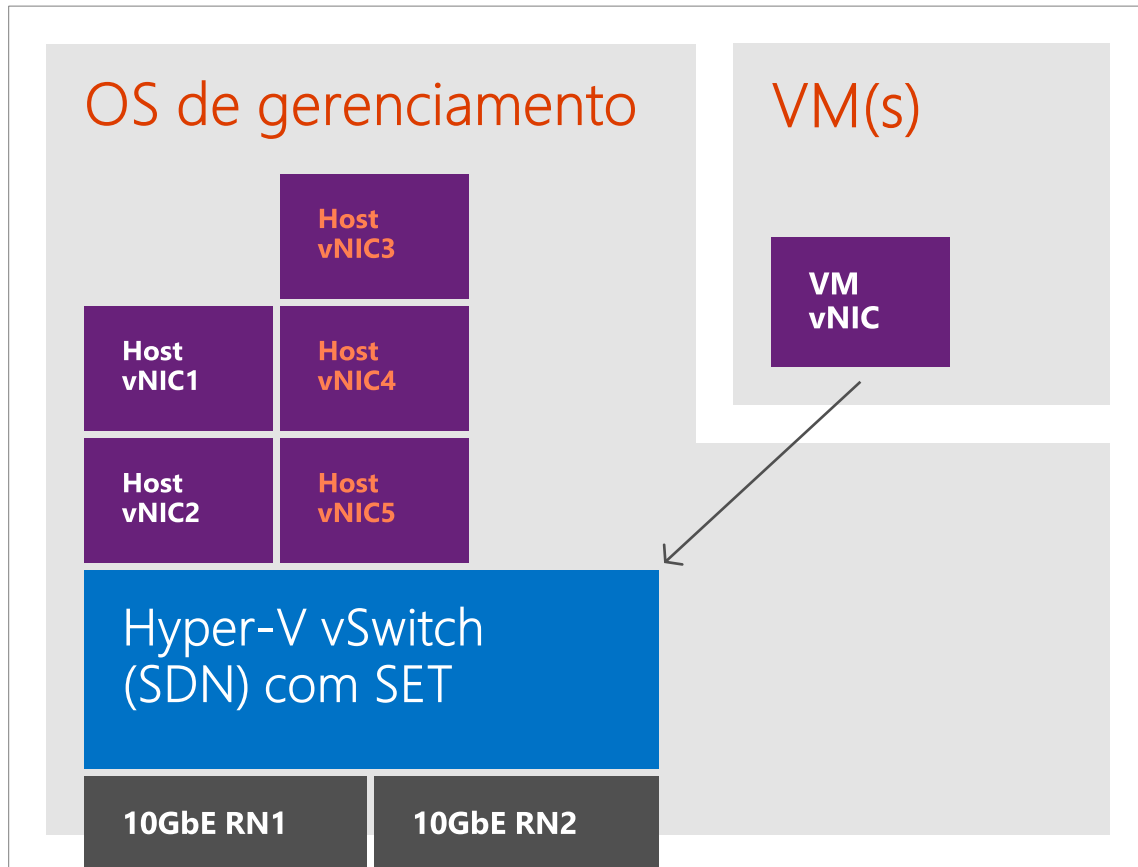 OS de gerenciamento
VM(s)
Host
vNIC3
VM
vNIC
Host
vNIC1
Host
vNIC4
Host
vNIC2
Host
vNIC5
Hyper-V vSwitch
(SDN) com SET
10GbE RN1
10GbE RN2